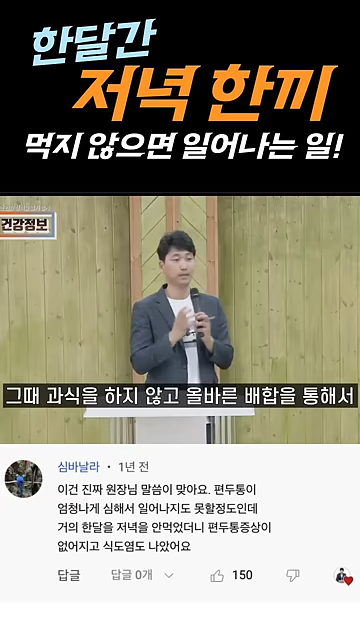 한달간
저녁 한끼
먹지 않으면 일어나는 일!
건강정보
그때 과식을 하지 않고 올바른 배합을 통해서
심바날라 • 1년 전
이건 진짜 원장님 말씀이 맞아요. 편두통이
엄청나게 심해서 일어나지도 못할정도인데
거의 한달을 저녁을 안먹었더니 편두통증상이
없어지고 식도염도 나았어요
답글 답글 0개 150